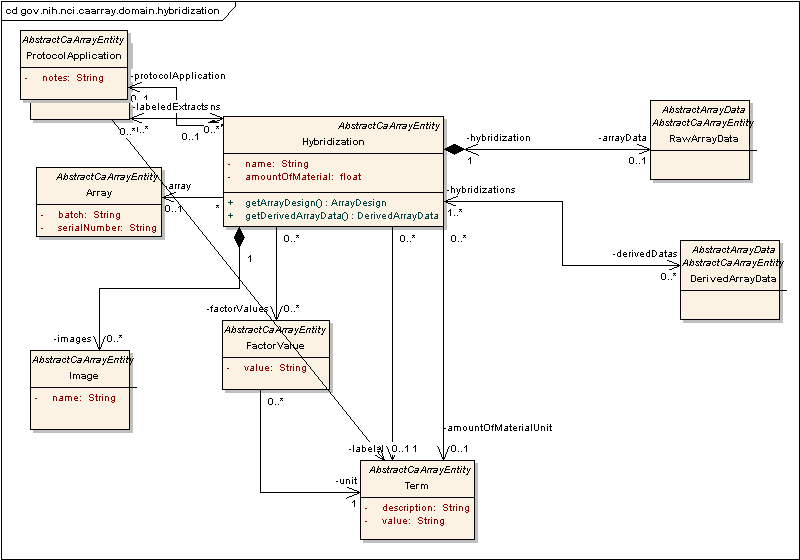 cd gov.nih.nci.caarray.domain.hybridization
AbstractCaArrayEntity
ProtocolApplication
- notes: String
-protocolApplication
0..1
-labeledExtracts
0..*
0..1
0..*
AbstractCaArrayEntity
Hybridization
- name: String
- amountOfMaterial: float
+ getArrayDesign() : ArrayDesign
+ getDerivedArrayData() : DerivedArrayData
-hybridization
1
-arrayData
0..1
AbstractArrayData
AbstractCaArrayEntity
RawArrayData
AbstractCaArrayEntity
Array
- batch: String
- serialNumber: String
-array
0..1
*
-hybridizations
1..*
-derivedDatas
0..*
AbstractArrayData
AbstractCaArrayEntity
DerivedArrayData
1
0..*
0..*
0..*
-images
0..*
-factorValues
0..*
AbstractCaArrayEntity
Image
- name: String
AbstractCaArrayEntity
FactorValue
- value: String
0..*
-amountOfMaterialUnit
0..1
-label
0..1
1
-unit
1
AbstractCaArrayEntity
Term
- description: String
- value: String